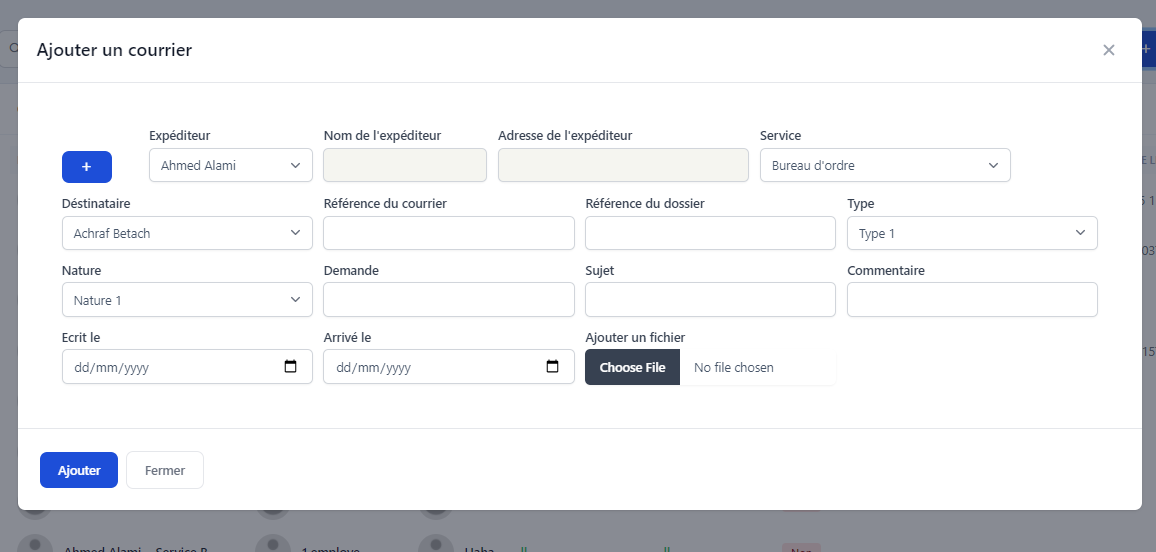 Ajouter un courrier
Expéditeur Nom de l'expéditeur Adresse de l'expéditeur Service
+ Ahmed Alami Bureau d'ordre
Déstinataire Référence du courrier Référence du dossier Type
Achraf Betach Type 1
Nature Demande Sujet Commentaire
Nature 1
Ecrit le Arrivé le Ajouter un fichier
dd/mm/yyyy dd/mm/yyyy Choose File No file chosen
Ajouter Fermer